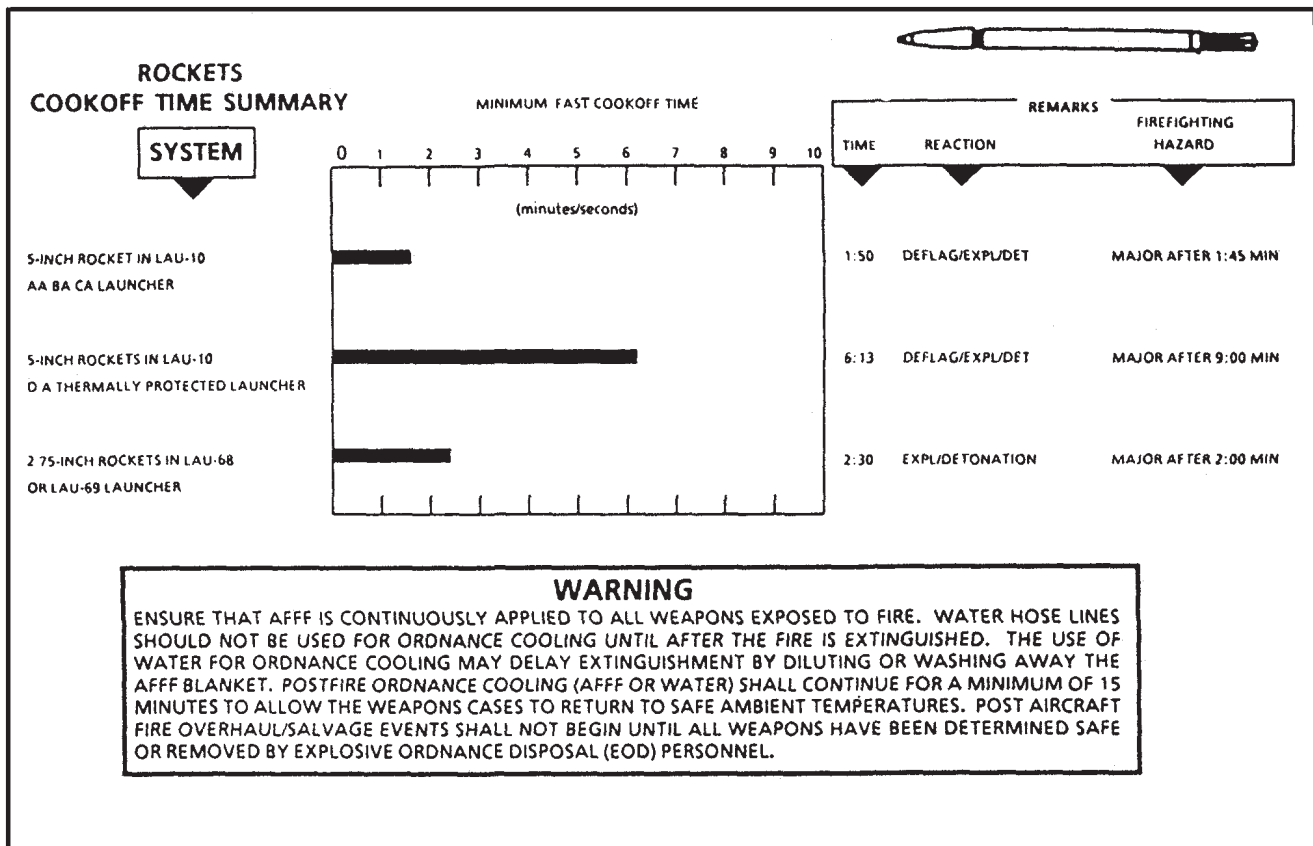 ROCKETS
COOKOFF TIME SUMMARY
MINIMUM FAST COOKOFF TIME
REMARKS
SYSTEM
TIME REACTION FIREFIGHTING HAZARD
0 1 2 3 4 5 6 7 8 9 10
(minutes/seconds)
5-INCH ROCKET IN LAU-10
AA BA CA LAUNCHER
1:50 DEFLAG/EXPL/DET MAJOR AFTER 1:45 MIN
5-INCH ROCKETS IN LAU-10
D A THERMALLY PROTECTED LAUNCHER
6:13 DEFLAG/EXPL/DET MAJOR AFTER 9:00 MIN
2 75-INCH ROCKETS IN LAU-68
OR LAU-69 LAUNCHER
2:30 EXPL/DETONATION MAJOR AFTER 2:00 MIN
WARNING
ENSURE THAT AFFF IS CONTINUOUSLY APPLIED TO ALL WEAPONS EXPOSED TO FIRE. WATER HOSE LINES
SHOULD NOT BE USED FOR ORDNANCE COOLING UNTIL AFTER THE FIRE IS EXTINGUISHED. THE USE OF
WATER FOR ORDNANCE COOLING MAY DELAY EXTINGUISHMENT BY DILUTING OR WASHING AWAY THE
AFFF BLANKET. POSTFIRE ORDNANCE COOLING (AFFF OR WATER) SHALL CONTINUE FOR A MINIMUM OF 15
MINUTES TO ALLOW THE WEAPONS CASES TO RETURN TO SAFE AMBIENT TEMPERATURES. POST AIRCRAFT
FIRE OVERHAUL/SALVAGE EVENTS SHALL NOT BEGIN UNTIL ALL WEAPONS HAVE BEEN DETERMINED SAFE
OR REMOVED BY EXPLOSIVE ORDNANCE DISPOSAL (EOD) PERSONNEL.